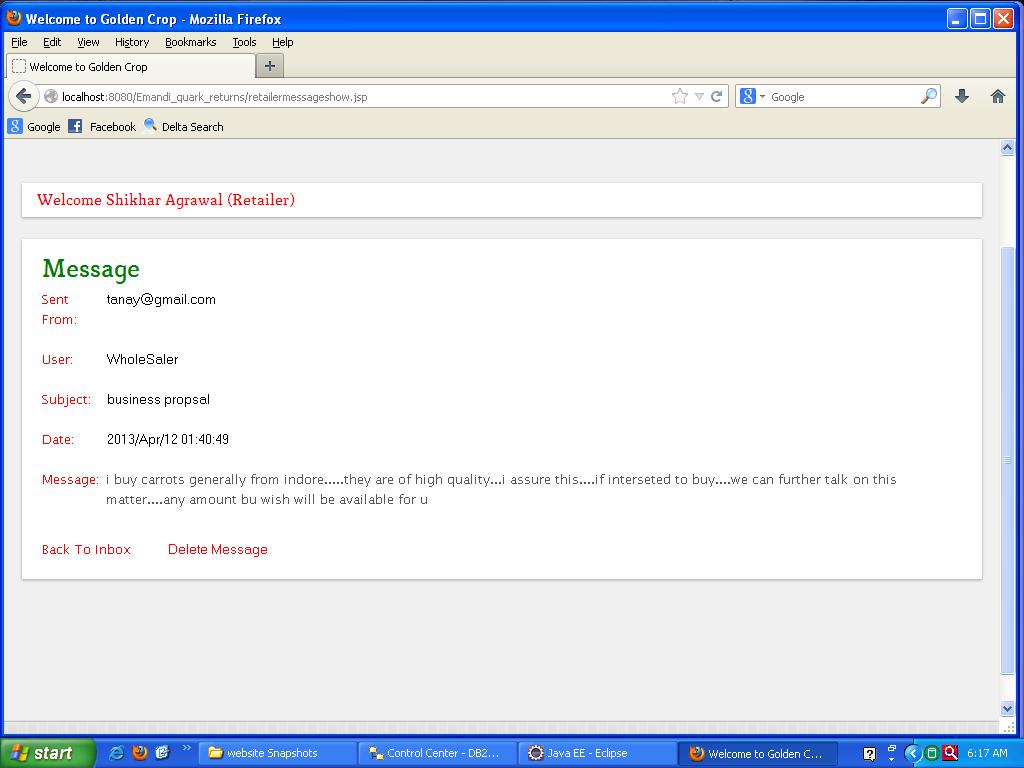 Welcome to Golden Crop - Mozilla Firefox
File Edit View History Bookmarks Tools Help
Welcome to Golden Crop
localhost:8080/Emandi_quark_returns/retailermessageshow.jsp
Google
Google Facebook Delta Search
Welcome Shikhar Agrawal (Retailer)
Message
Sent From: tanay@gmail.com
User: WholeSaler
Subject: business propsal
Date: 2013/Apr/12 01:40:49
Message: i buy carrots generally from indore.....they are of high quality...i assure this....if interseted to buy....we can further talk on this
matter....any amount bu wish will be available for u
Back To Inbox Delete Message
start website Snapshots Control Center - DB2... Java EE - Eclipse Welcome to Golden C... 6:17 AM